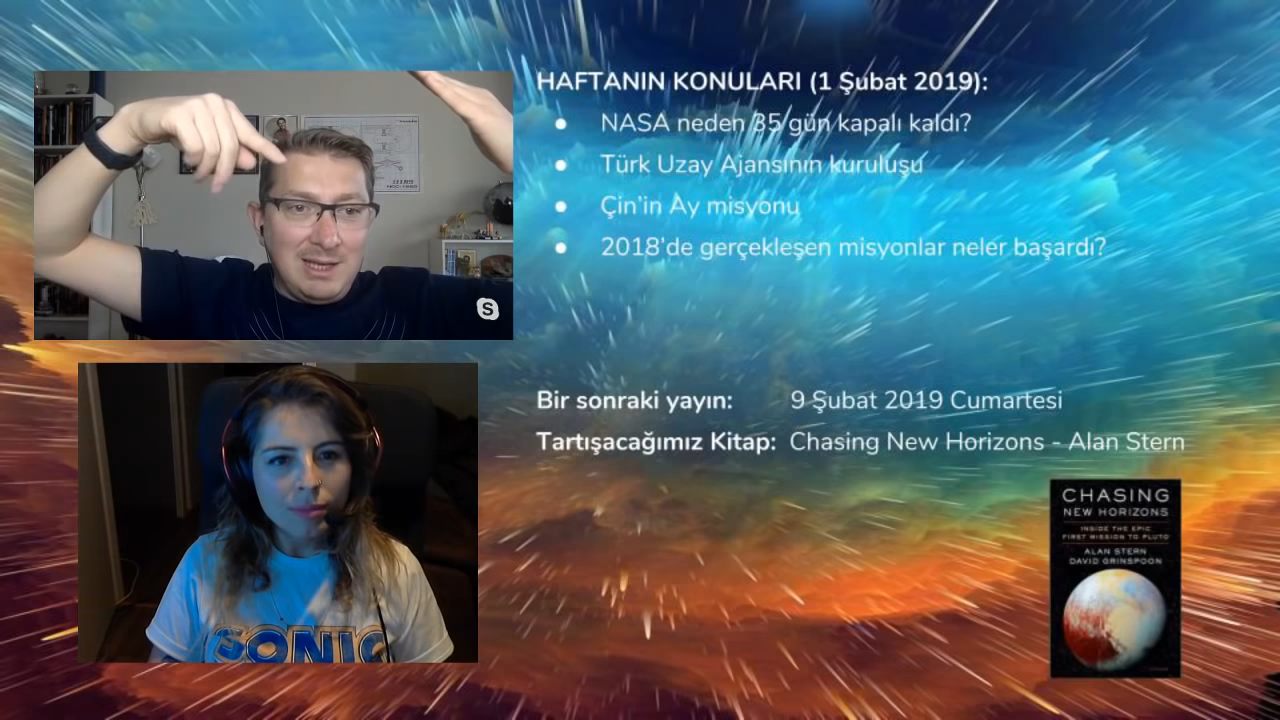 HAFTANIN KONULARI (1 Şubat 2019):
● NASA neden 35 gün kapalı kaldı?
● Türk Uzay Ajansının kuruluşu
● Çin'in Ay misyonu
● 2018'de gerçekleşen misyonlar neler başardı?
Bir sonraki yayın: 9 Şubat 2019 Cumartesi
Tartışacağımız Kitap: Chasing New Horizons - Alan Stern
CHASING
NEW HORIZONS
INSIDE THE EPIC
FIRST MISSION TO PLUTO
ALAN STERN
DAVID GRINSPOON
S
SONIC